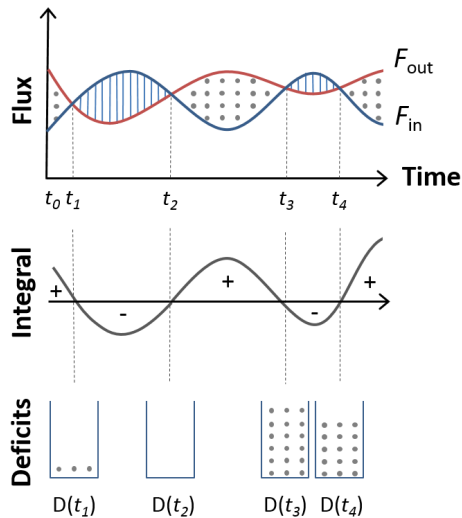 Flux
F_out
F_in
Time
t_0 t_1 t_2 t_3 t_4
Integral
+ - + - +
Deficits
D(t_1) D(t_2) D(t_3) D(t_4)